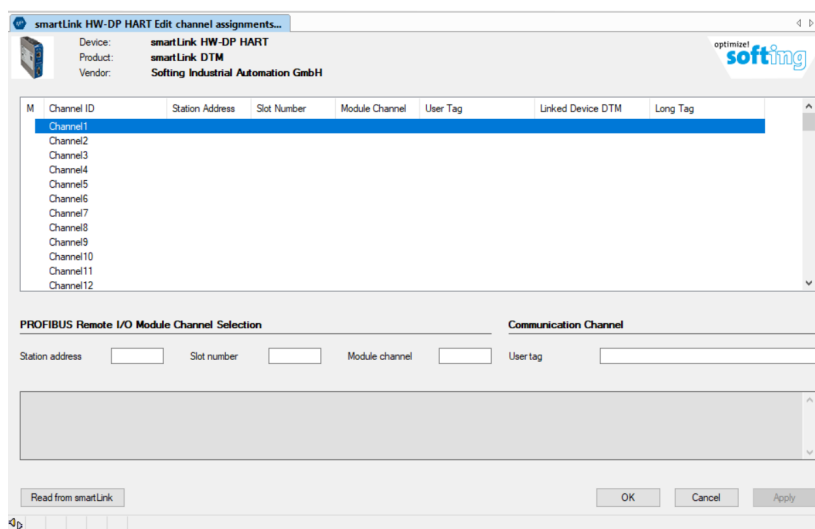 smartLink HW-DP HART Edit channel assignments...
Device: smartLink HW-DP HART
Product: smartLink DTM
Vendor: Softing Industrial Automation GmbH
optimize!
softing
M Channel ID Station Address Slot Number Module Channel User Tag Linked Device DTM Long Tag
Channel1
Channel2
Channel3
Channel4
Channel5
Channel6
Channel7
Channel8
Channel9
Channel10
Channel11
Channel12
PROFIBUS Remote I/O Module Channel Selection Communication Channel
Station address Slot number Module channel User tag
Read from smartLink OK Cancel Apply